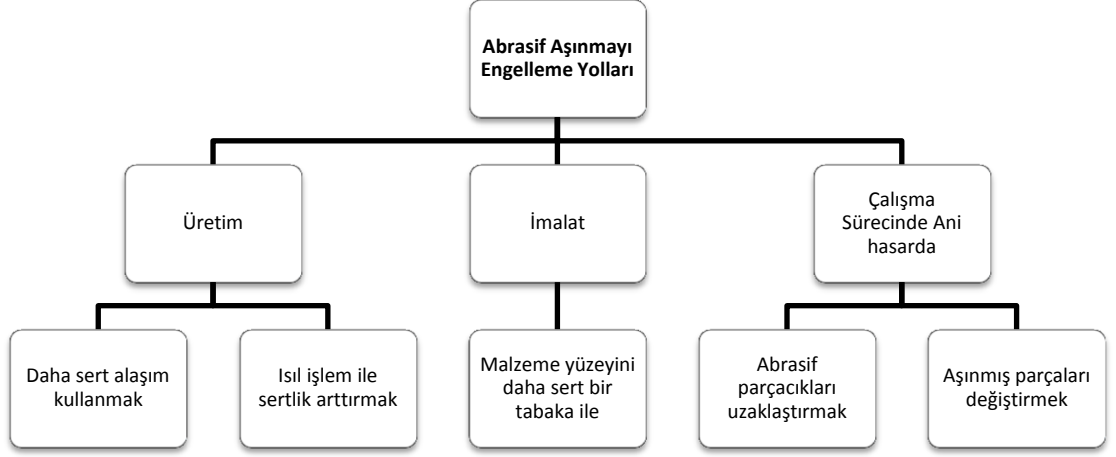 Abrasif Aşınmayı
Engelleme Yolları
Üretim
İmalat
Çalışma
Sürecinde Ani
hasarda
Daha sert alaşım
kullanmak
Isıl işlem ile
sertlik arttırmak
Malzeme yüzeyini
daha sert bir
tabaka ile
Abrasif
parçacıkları
uzaklaştırmak
Aşınmış parçaları
değiştirmek